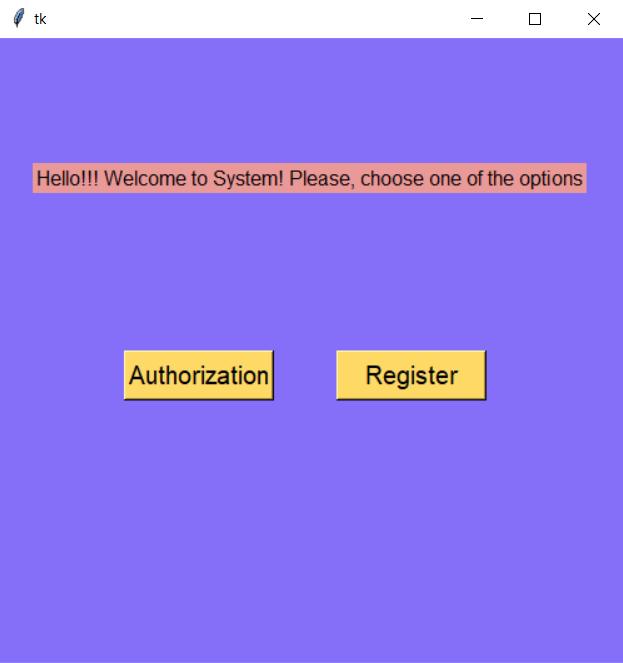 tk
Hello!!! Welcome to System! Please, choose one of the options
Authorization
Register